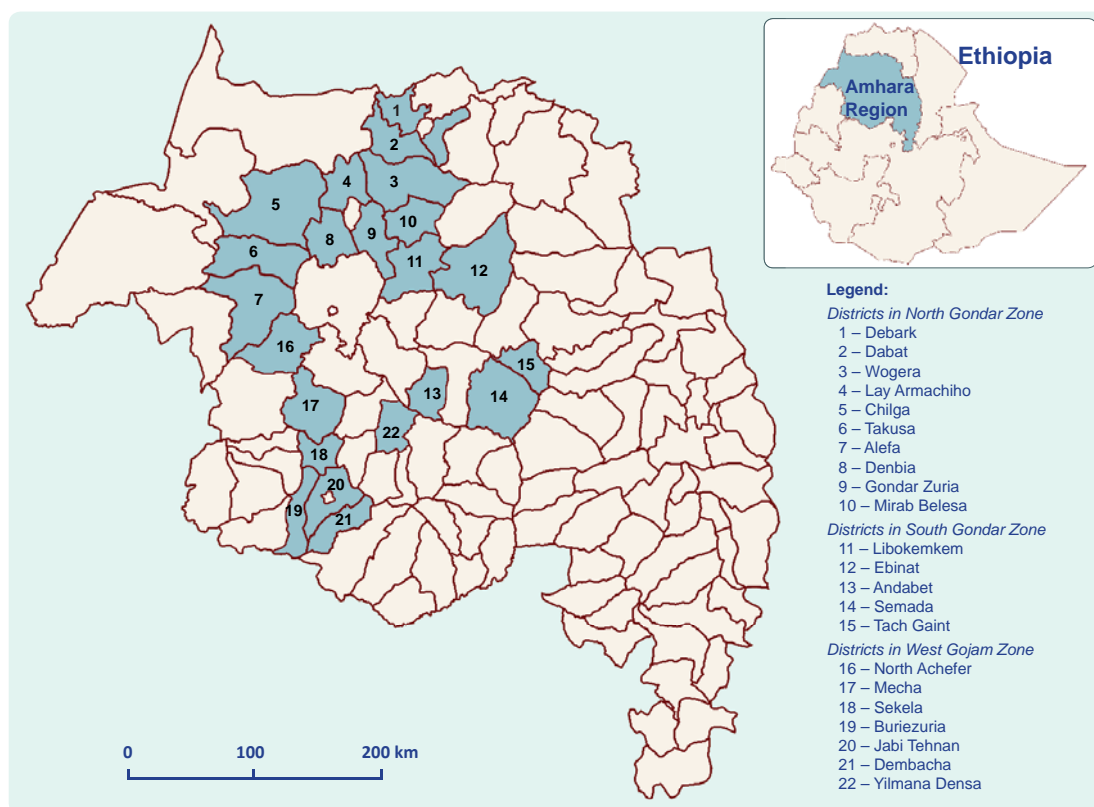 Ethiopia
Amhara
Region
1
2
3
4
5
6
7
8
9
10
11
12
13
14
15
16
17
18
19
20
21
22
0 100 200 km
Legend:
Districts in North Gondar Zone
1 – Debark
2 – Dabat
3 – Wogera
4 – Lay Armachiho
5 – Chilga
6 – Takusa
7 – Alefa
8 – Denbia
9 – Gondar Zuria
10 – Mirab Belesa
Districts in South Gondar Zone
11 – Libokemkem
12 – Ebinat
13 – Andabet
14 – Semada
15 – Tach Gaint
Districts in West Gojam Zone
16 – North Achefer
17 – Mecha
18 – Sekela
19 – Buriezuria
20 – Jabi Tehnan
21 – Dembacha
22 – Yilmana Densa